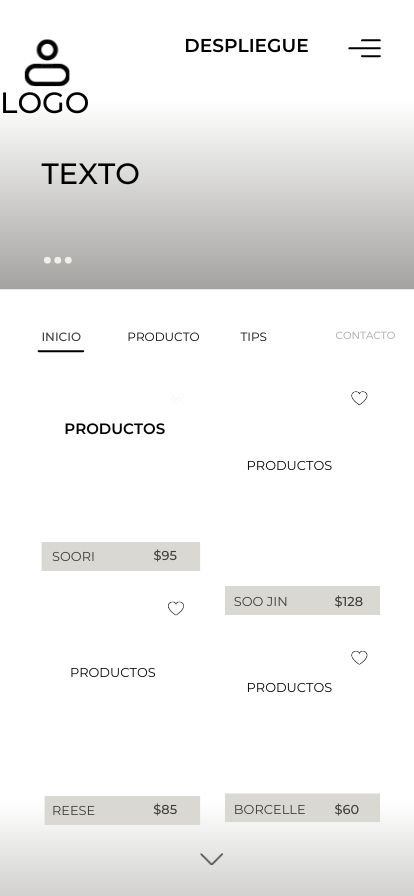 DESPLIEGUE
LOGO
TEXTO
INICIO PRODUCTO TIPS CONTACTO
PRODUCTOS
PRODUCTOS
SOORI $95
SOO JIN $128
PRODUCTOS
PRODUCTOS
REESE $85
BORCELLE $60